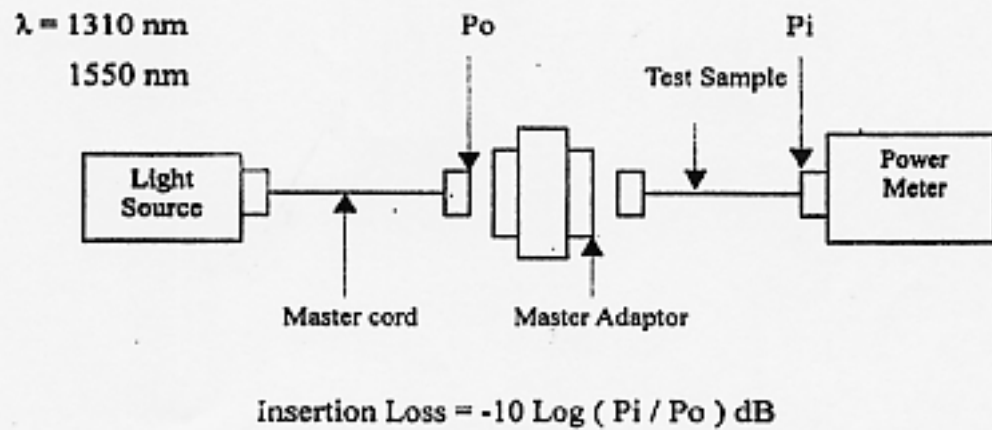 λ = 1310 nm
1550 nm
Po
Pi
Test Sample
Light
Source
Power
Meter
Master cord
Master Adaptor
Insertion Loss = -10 Log ( Pi / Po ) dB